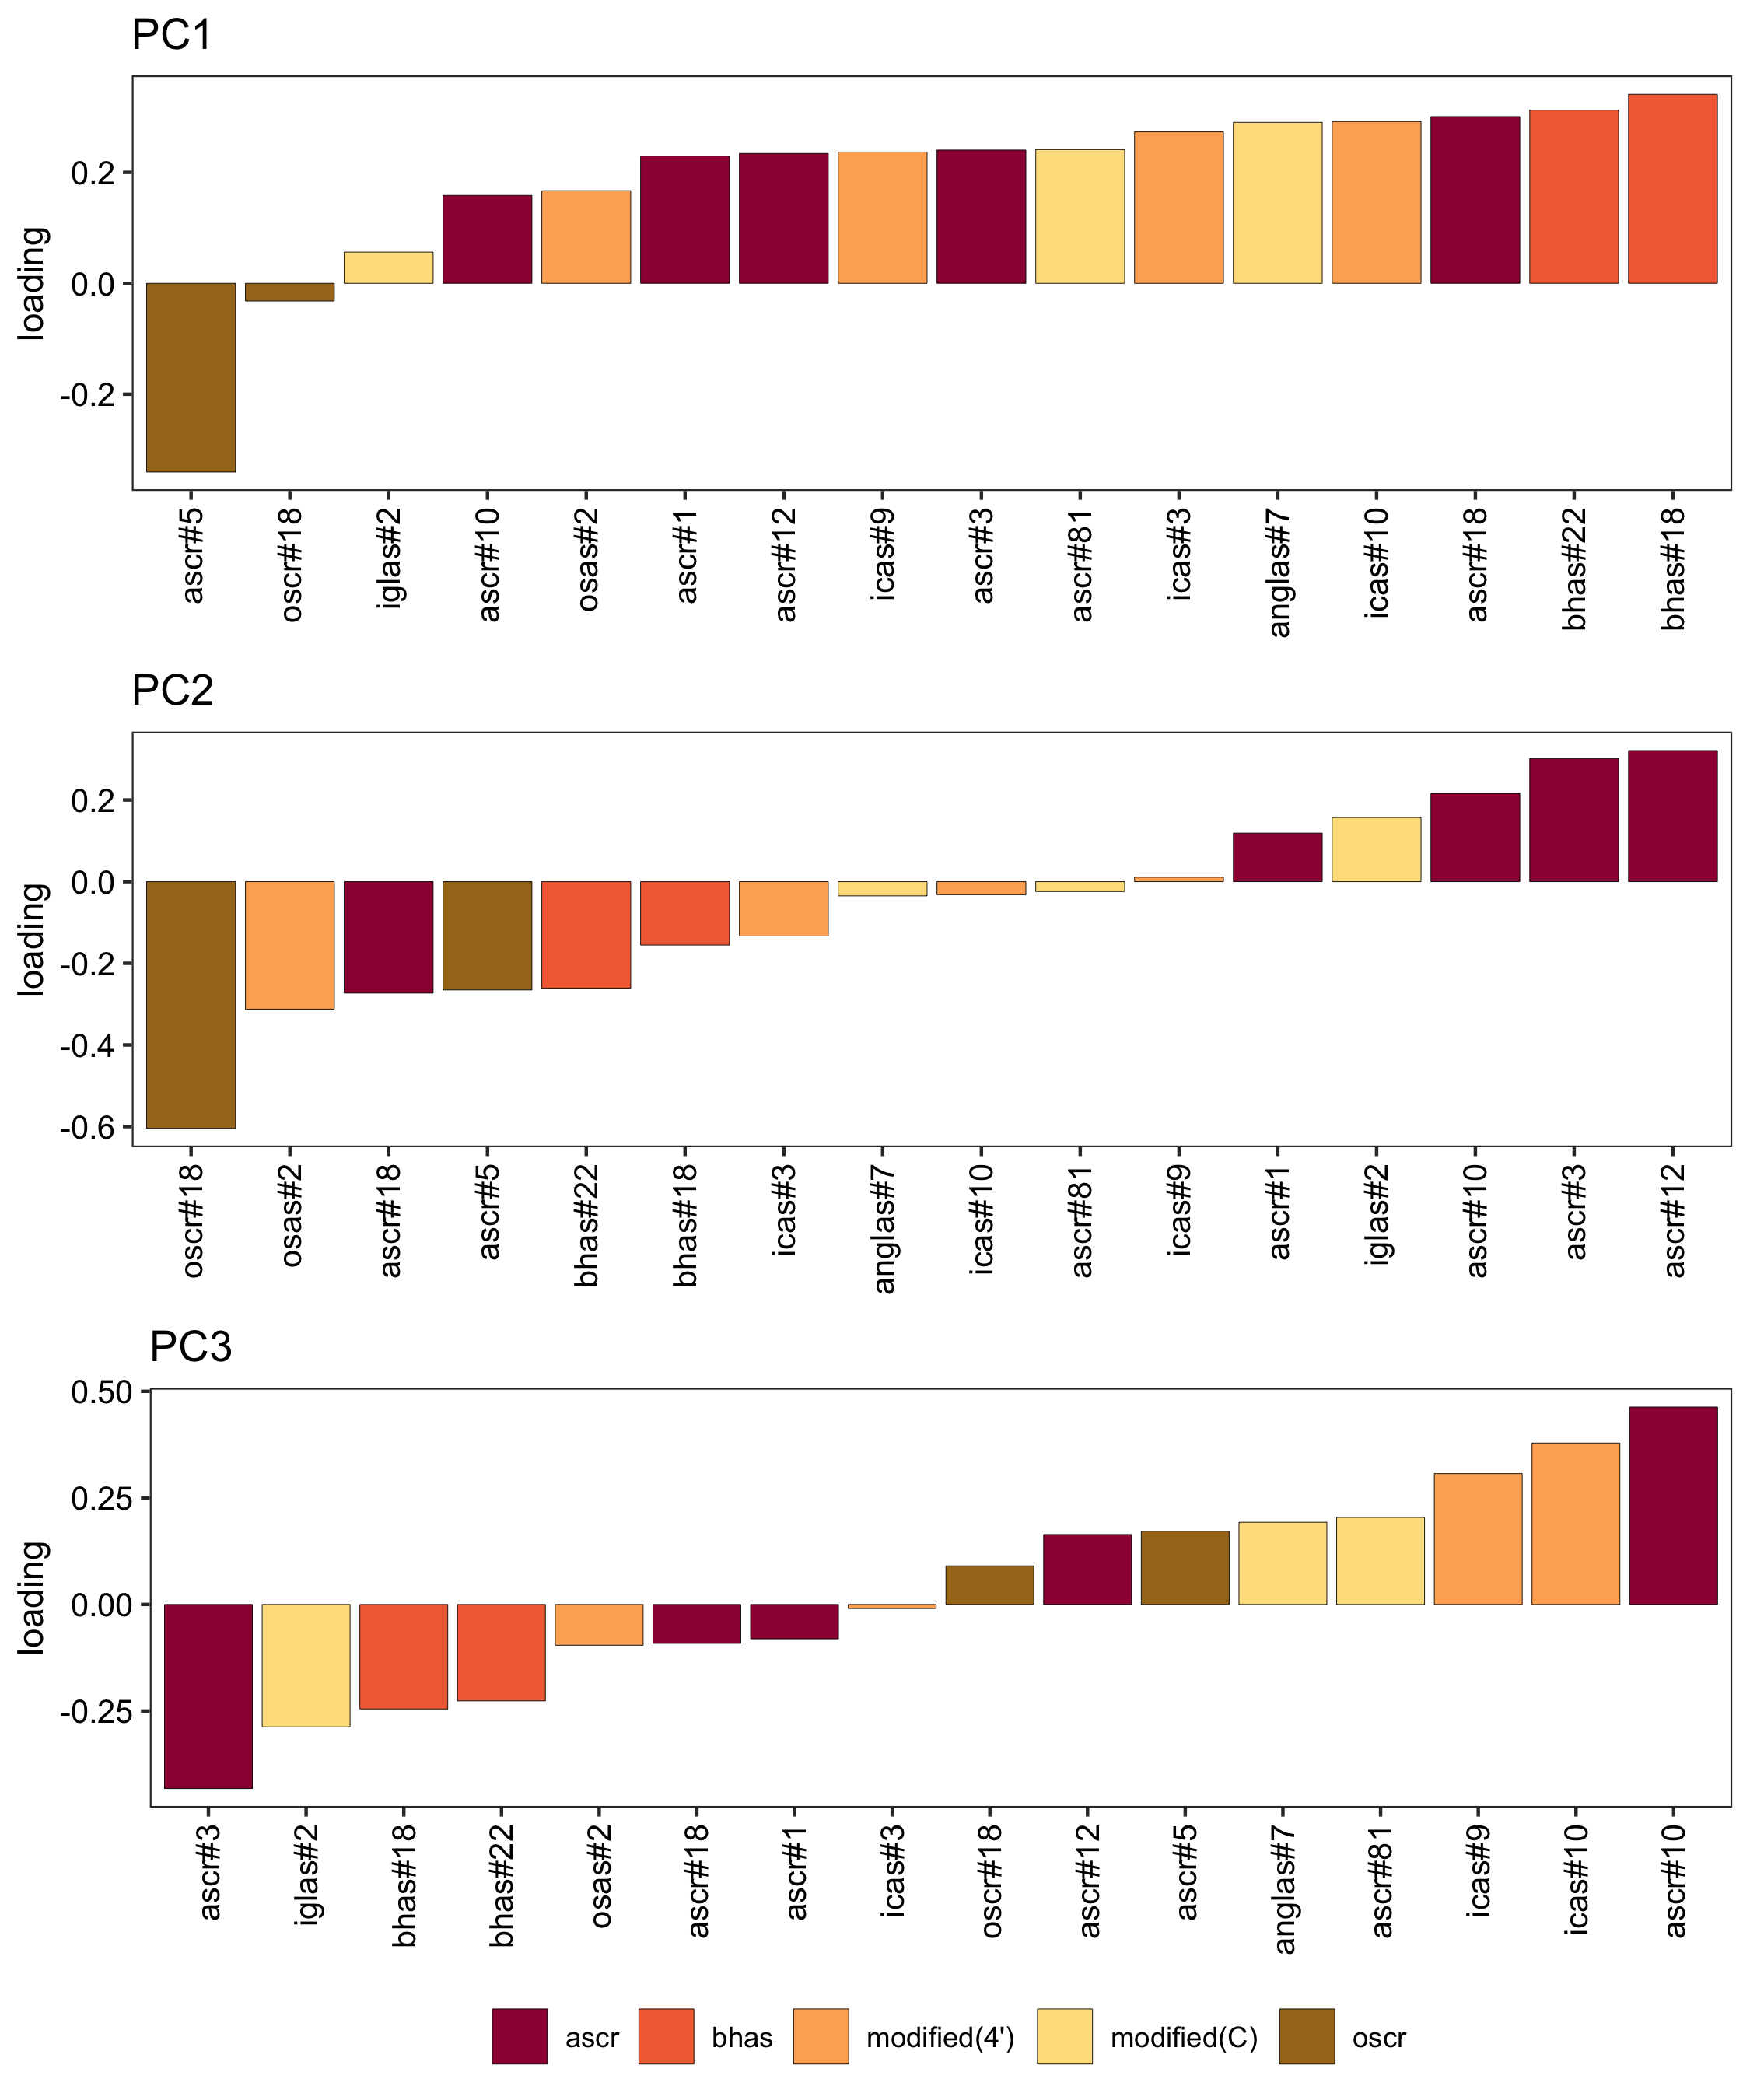 PC1
loading
0.2
0.0
-0.2
ascr#5
oscr#18
iglas#2
ascr#10
osas#2
ascr#1
ascr#12
icas#9
ascr#3
ascr#81
icas#3
anglas#7
icas#10
ascr#18
bhas#22
bhas#18
PC2
loading
0.2
0.0
-0.2
-0.4
-0.6
oscr#18
osas#2
ascr#18
ascr#5
bhas#22
bhas#18
icas#3
anglas#7
icas#10
ascr#81
icas#9
ascr#1
iglas#2
ascr#10
ascr#3
ascr#12
PC3
loading
0.50
0.25
0.00
-0.25
ascr#3
iglas#2
bhas#18
bhas#22
osas#2
ascr#18
ascr#1
icas#3
oscr#18
ascr#12
ascr#5
anglas#7
ascr#81
icas#9
icas#10
ascr#10
ascr bhas modified(4') modified(C) oscr